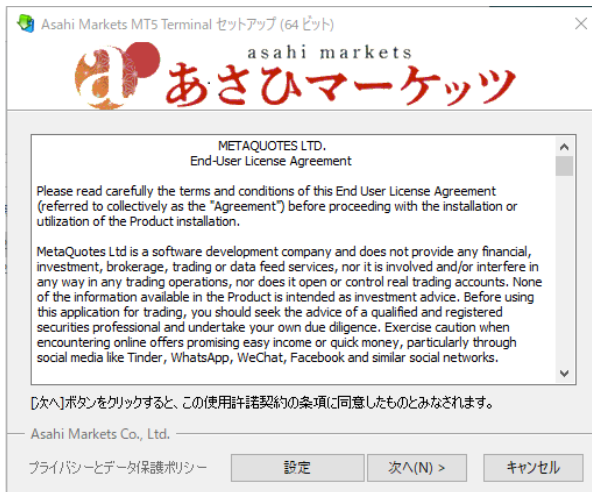 Asahi Markets MT5 Terminal セットアップ (64 ビット)
asahi markets
あさひマーケッツ
METAQUOTES LTD.
End-User License Agreement
Please read carefully the terms and conditions of this End User License Agreement
(referred to collectively as the "Agreement") before proceeding with the installation or
utilization of the Product installation.
MetaQuotes Ltd is a software development company and does not provide any financial,
investment, brokerage, trading or data feed services, nor it is involved and/or interfere in
any way in any trading operations, nor does it open or control real trading accounts. None
of the information available in the Product is intended as investment advice. Before using
this application for trading, you should seek the advice of a qualified and registered
securities professional and undertake your own due diligence. Exercise caution when
encountering online offers promising easy income or quick money, particularly through
social media like Tinder, WhatsApp, WeChat, Facebook and similar social networks.
[次へ]ボタンをクリックすると、この使用許諾契約の条項に同意したものとみなされます。
Asahi Markets Co., Ltd.
プライバシーとデータ保護ポリシー
設定
次へ(N) >
キャンセル